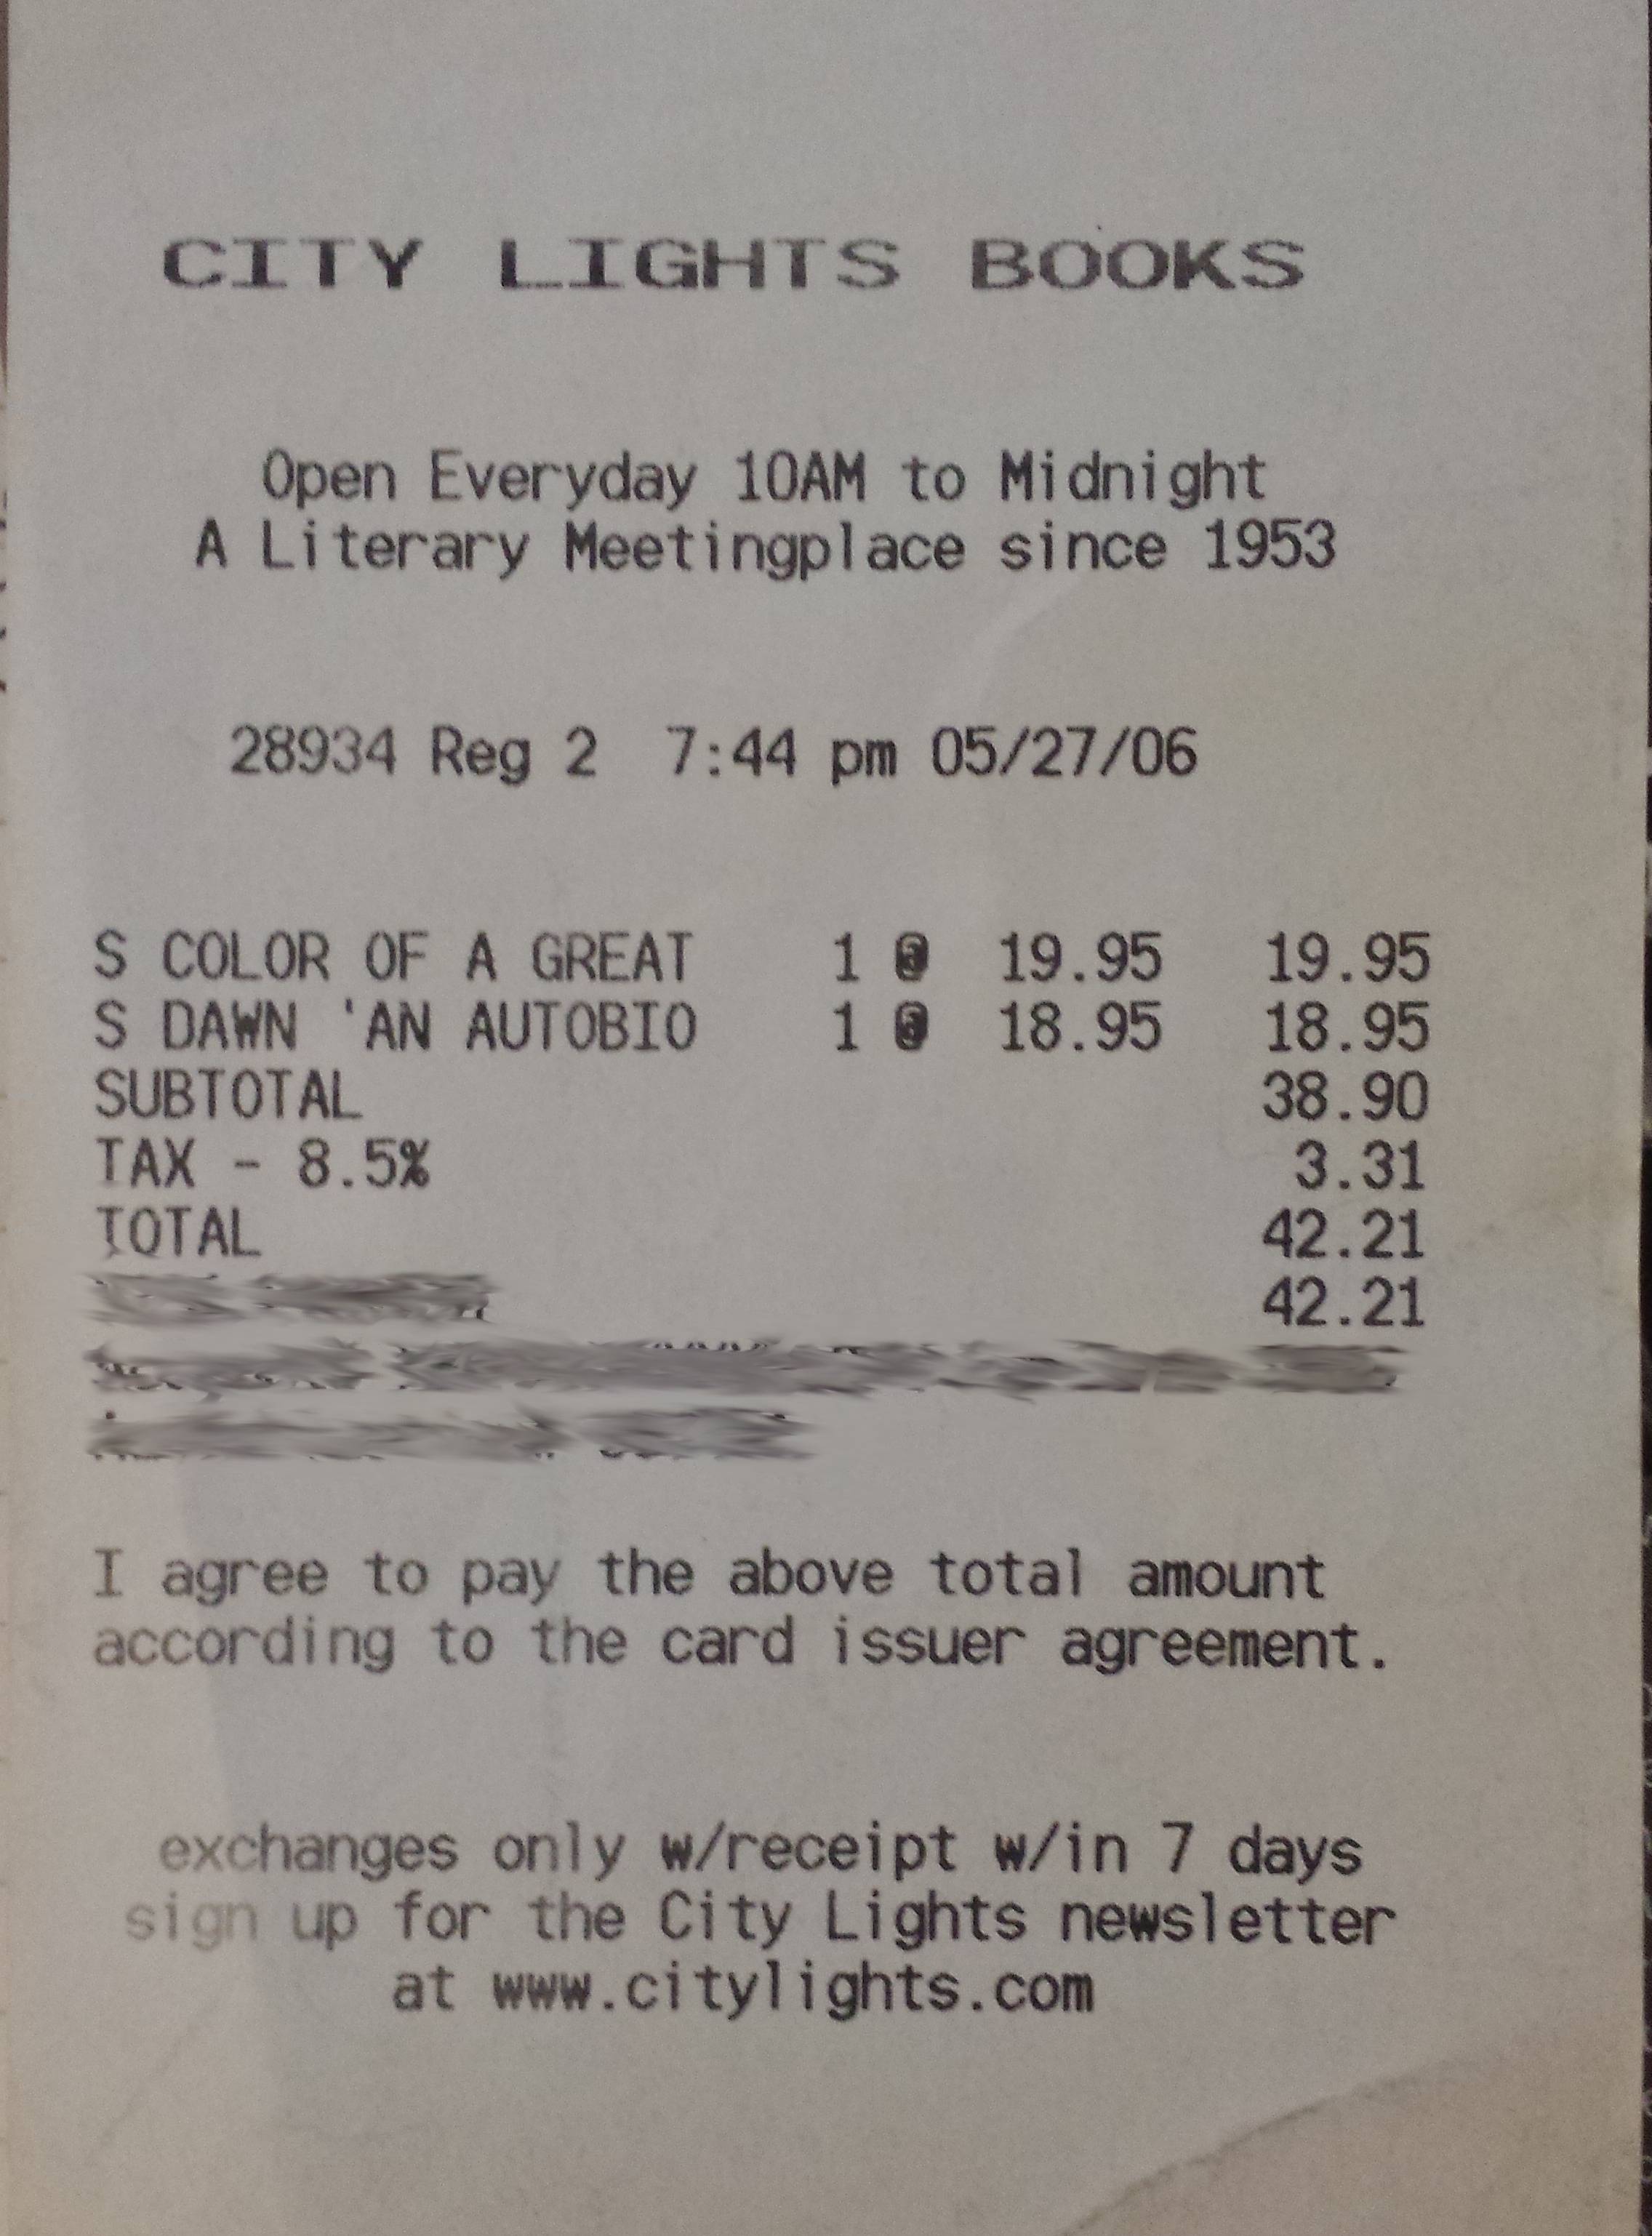 CITY LIGHTS BOOKS
Open Everyday 10AM to Midnight
A Literary Meetingplace since 1953
28934 Reg 2 7:44 pm 05/27/06
S COLOR OF A GREAT 1 @ 19.95 19.95
S DAWN 'AN AUTOBIO 1 @ 18.95 18.95
SUBTOTAL 38.90
TAX - 8.5% 3.31
TOTAL 42.21
42.21
I agree to pay the above total amount
according to the card issuer agreement.
exchanges only w/receipt w/in 7 days
sign up for the City Lights newsletter
at www.citylights.com